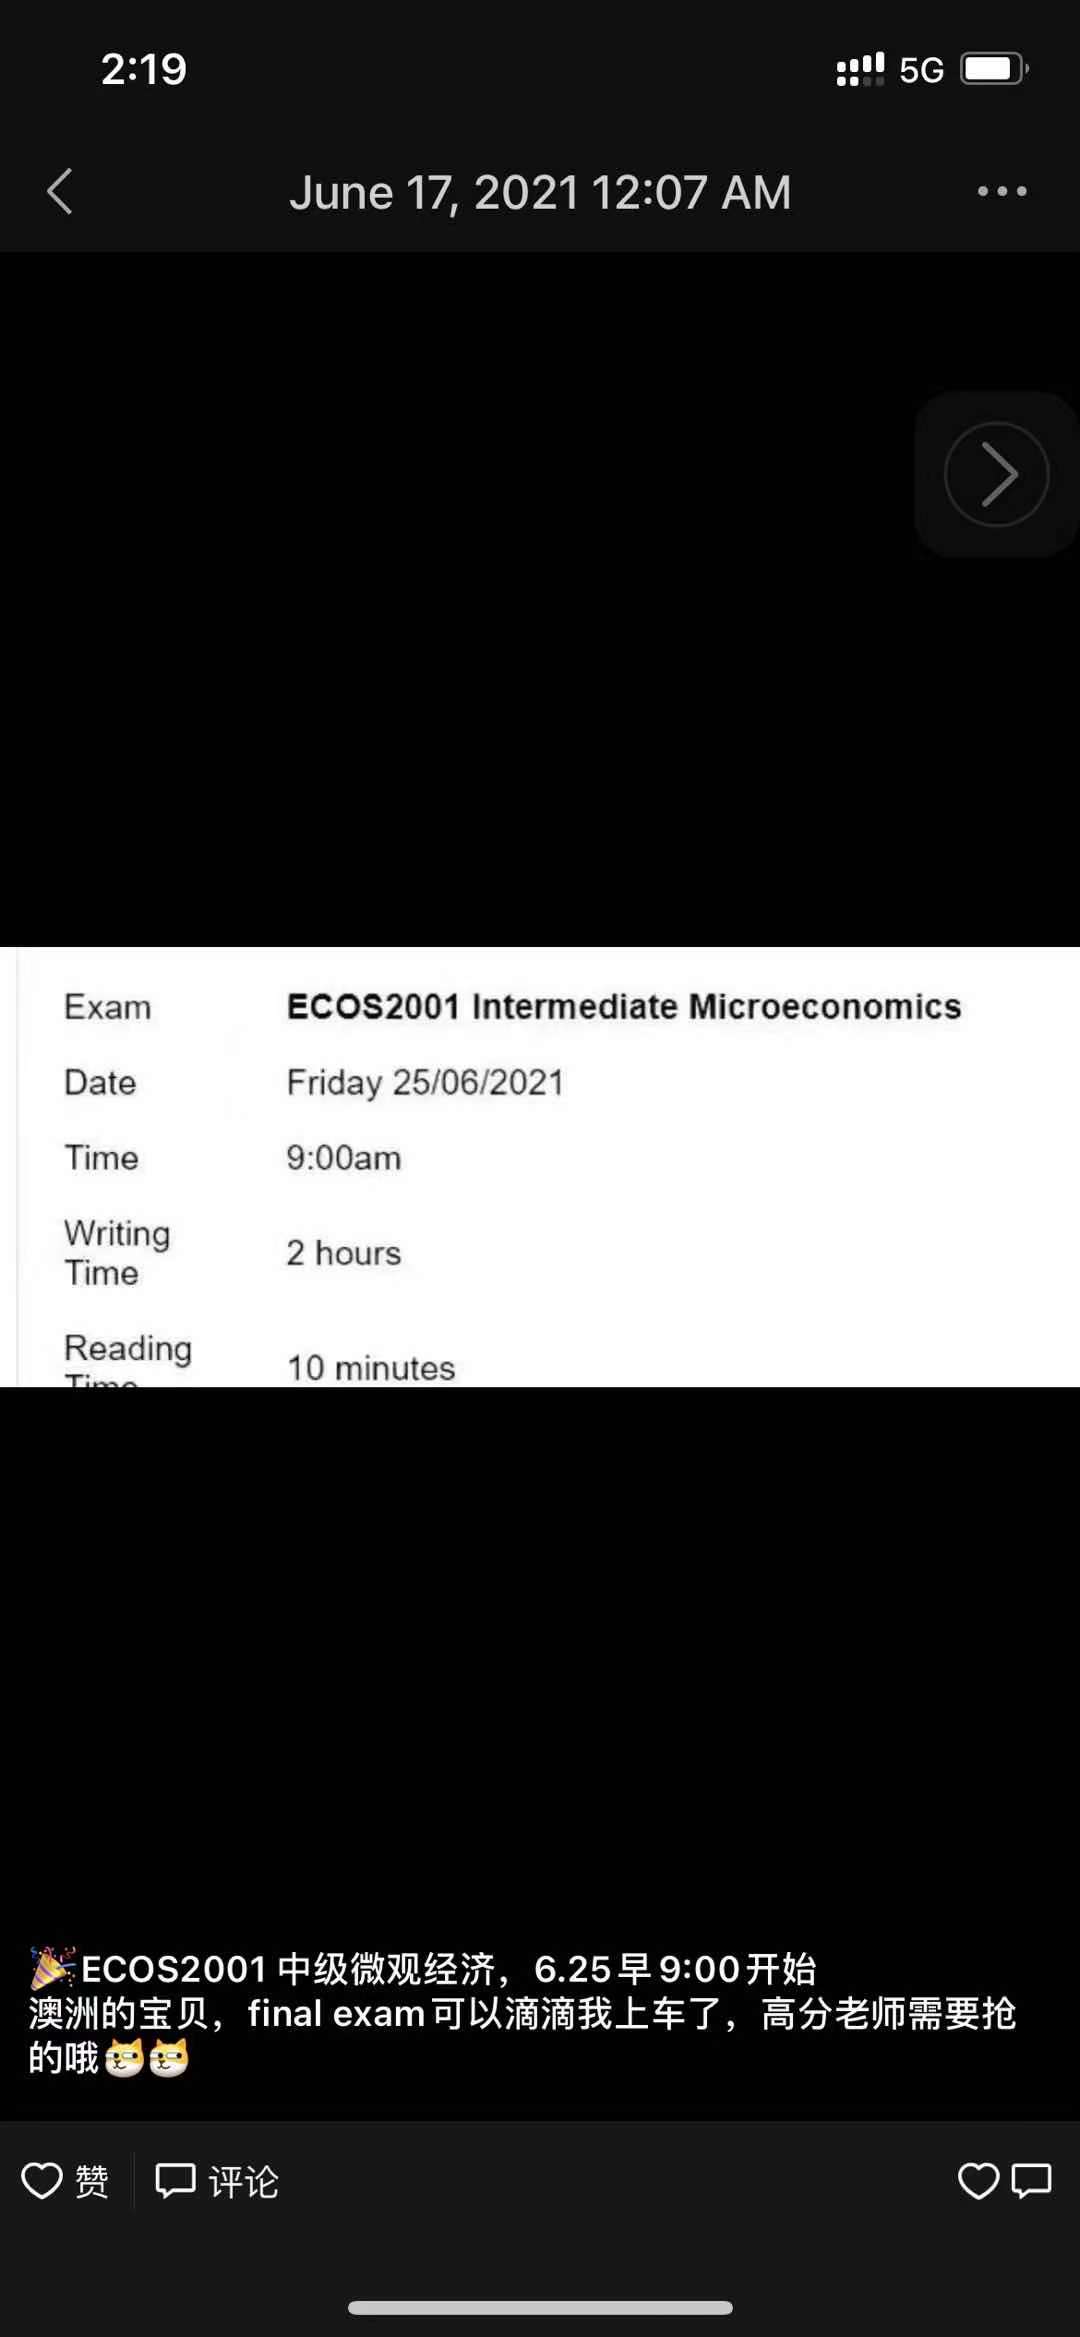 2:19
5G
June 17, 2021 12:07 AM
Exam ECOS2001 Intermediate Microeconomics
Date Friday 25/06/2021
Time 9:00am
Writing Time 2 hours
Reading Time 10 minutes
🎉ECOS2001 中级微观经济，6.25早9:00开始
澳洲的宝贝，final exam可以滴滴我上车了，高分老师需要抢
的哦
赞 评论